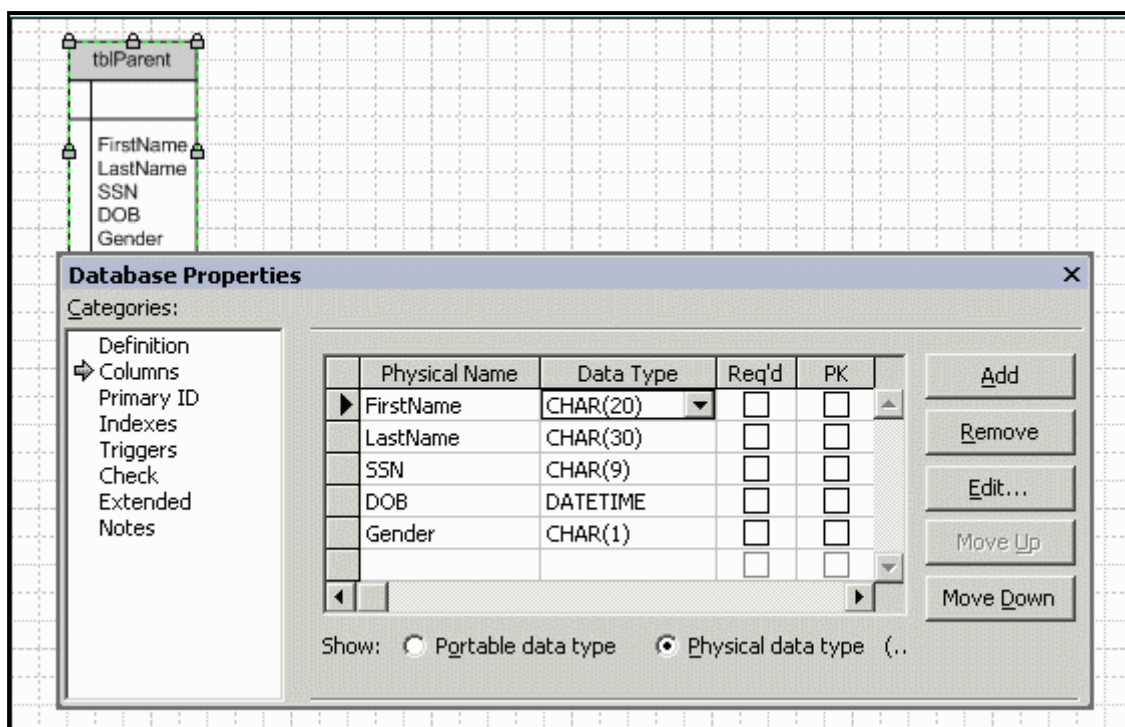 tblParent
FirstName
LastName
SSN
DOB
Gender
Database Properties
Categories:
Definition
Columns
Primary ID
Indexes
Triggers
Check
Extended
Notes
Physical Name Data Type Req'd PK
FirstName CHAR(20)
LastName CHAR(30)
SSN CHAR(9)
DOB DATETIME
Gender CHAR(1)
Add
Remove
Edit...
Move Up
Move Down
Show: Portable data type Physical data type (..